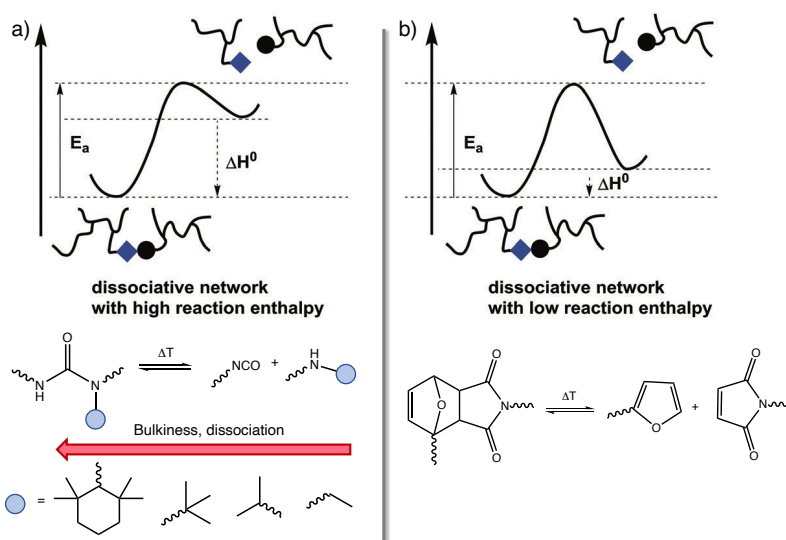 a)
Eₐ
ΔH⁰
dissociative network
with high reaction enthalpy
O
N
H
N
ΔT
NCO
+
H
N
Bulkiness, dissociation
=
b)
Eₐ
ΔH⁰
dissociative network
with low reaction enthalpy
O
O
N
O
ΔT
O
+
O
N
O